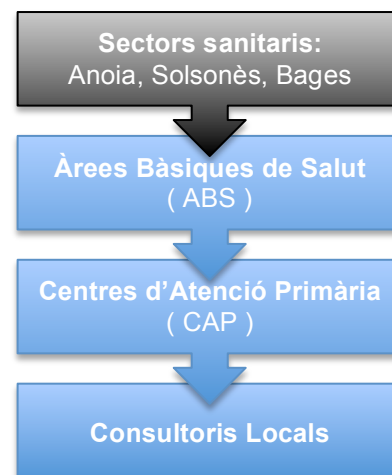 Sectors sanitaris:
Anoia, Solsonès, Bages
Àrees Bàsiques de Salut
( ABS )
Centres d’Atenció Primària
( CAP )
Consultoris Locals